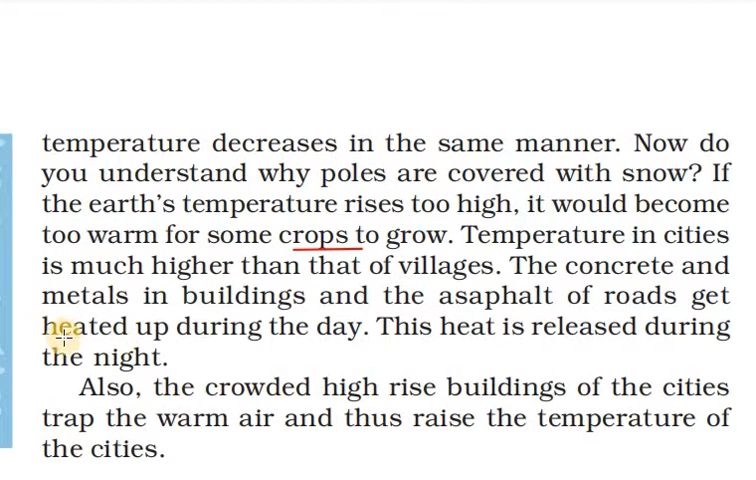 temperature decreases in the same manner. Now do
you understand why poles are covered with snow? If
the earth's temperature rises too high, it would become
too warm for some crops to grow. Temperature in cities
is much higher than that of villages. The concrete and
metals in buildings and the asaphalt of roads get
heated up during the day. This heat is released during
the night.
Also, the crowded high rise buildings of the cities
trap the warm air and thus raise the temperature of
the cities.